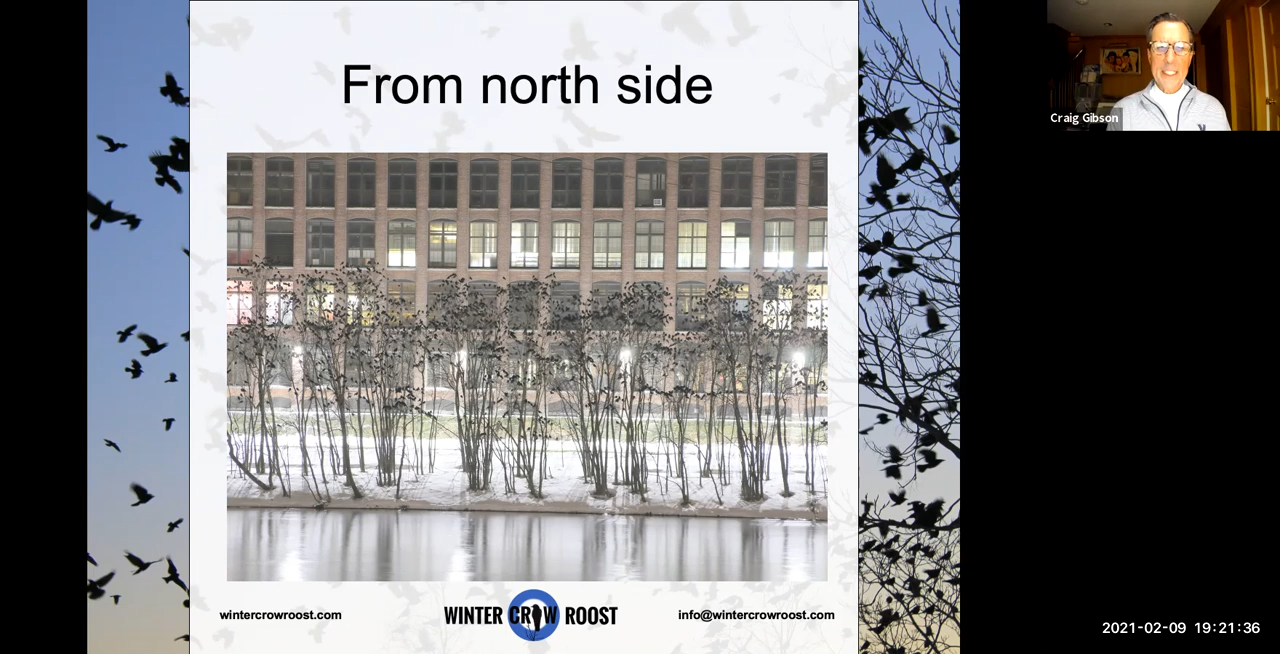 From north side
Craig Gibson
wintercrowroost.com
WINTER CROW ROOST
info@wintercrowroost.com
2021-02-09 19:21:36